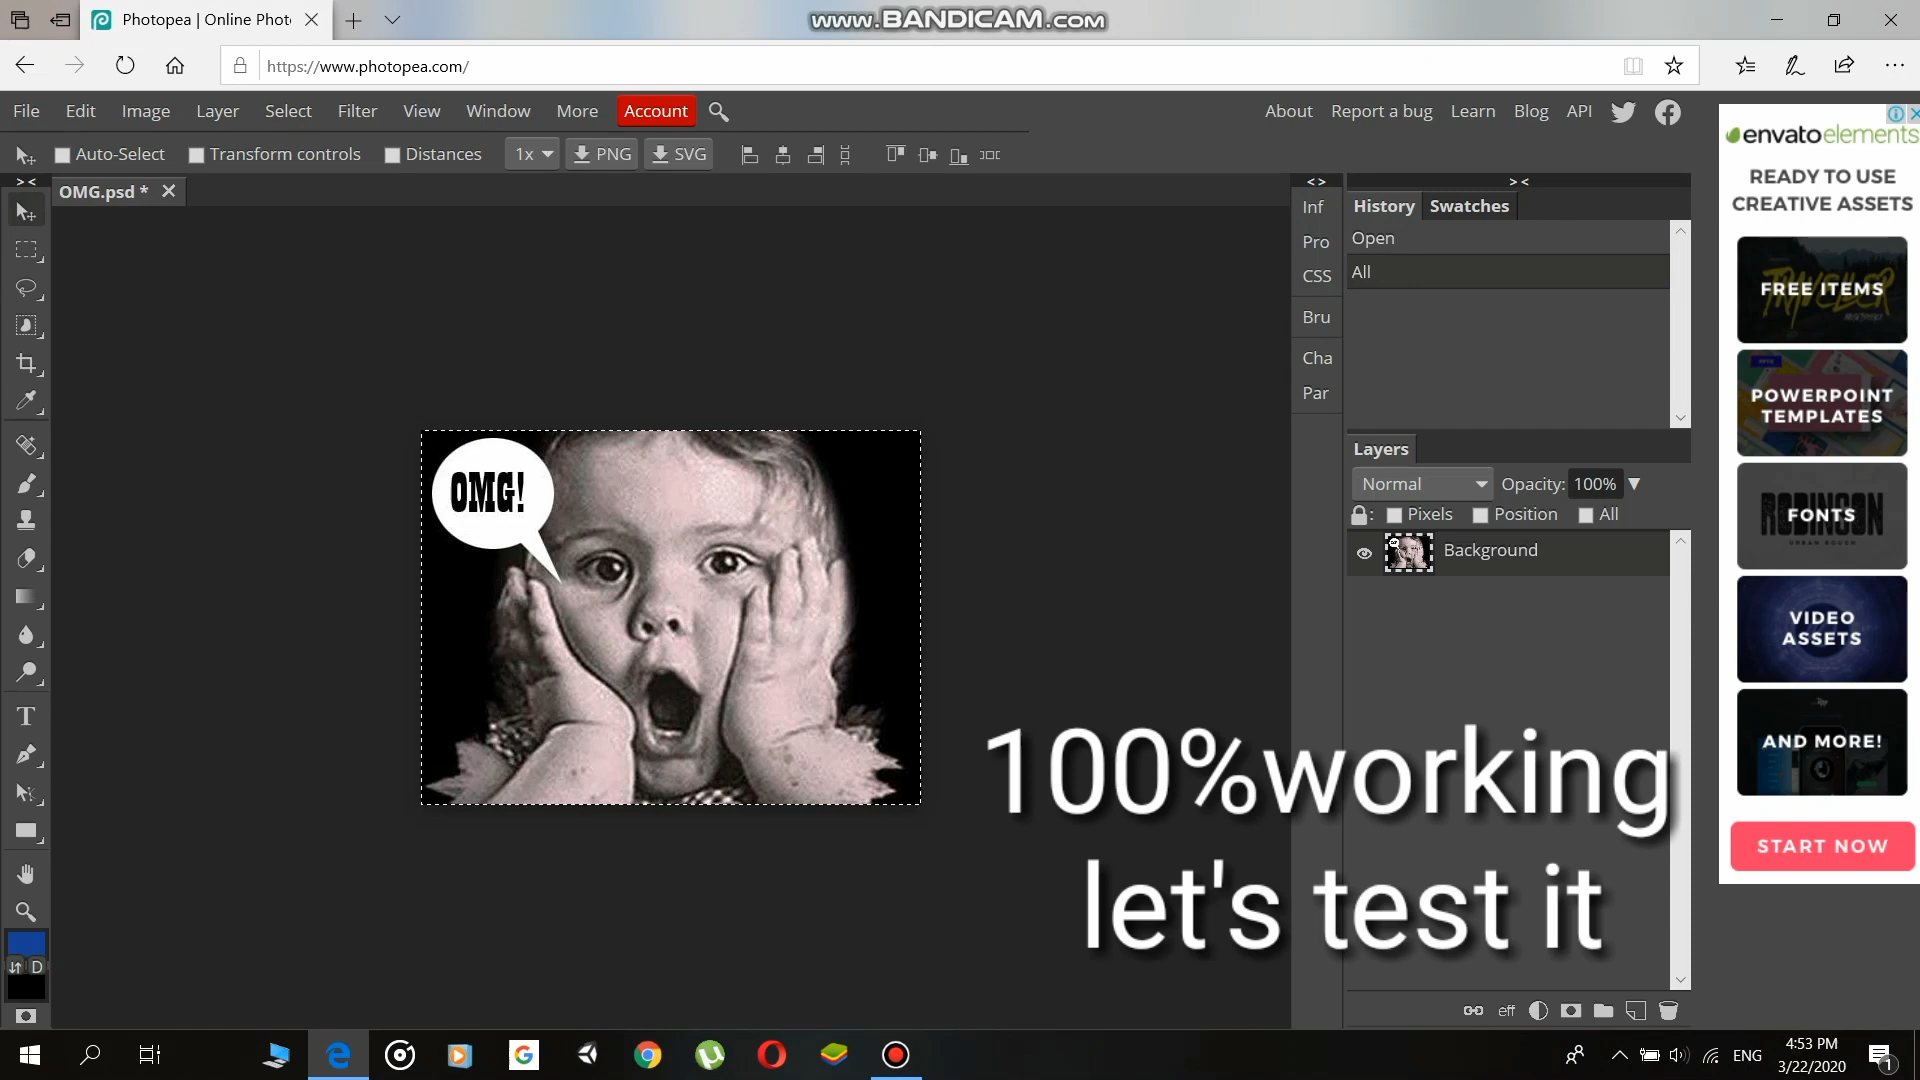 Photopea | Online Phot
www.BANDICAM.com
https://www.photopea.com/
File Edit Image Layer Select Filter View Window More Account
About Report a bug Learn Blog API
Auto-Select Transform controls Distances 1x PNG SVG
OMG.psd *
OMG!
Inf
Pro
CSS
Bru
Cha
Par
History Swatches
Open
All
Layers
Normal Opacity: 100%
: Pixels Position All
Background
eff
D
100%working
let's test it
envatoelements
READY TO USE
CREATIVE ASSETS
FREE ITEMS
POWERPOINT
TEMPLATES
ROBINSON
FONTS
VIDEO
ASSETS
AND MORE!
START NOW
ENG
4:53 PM
3/22/2020
1